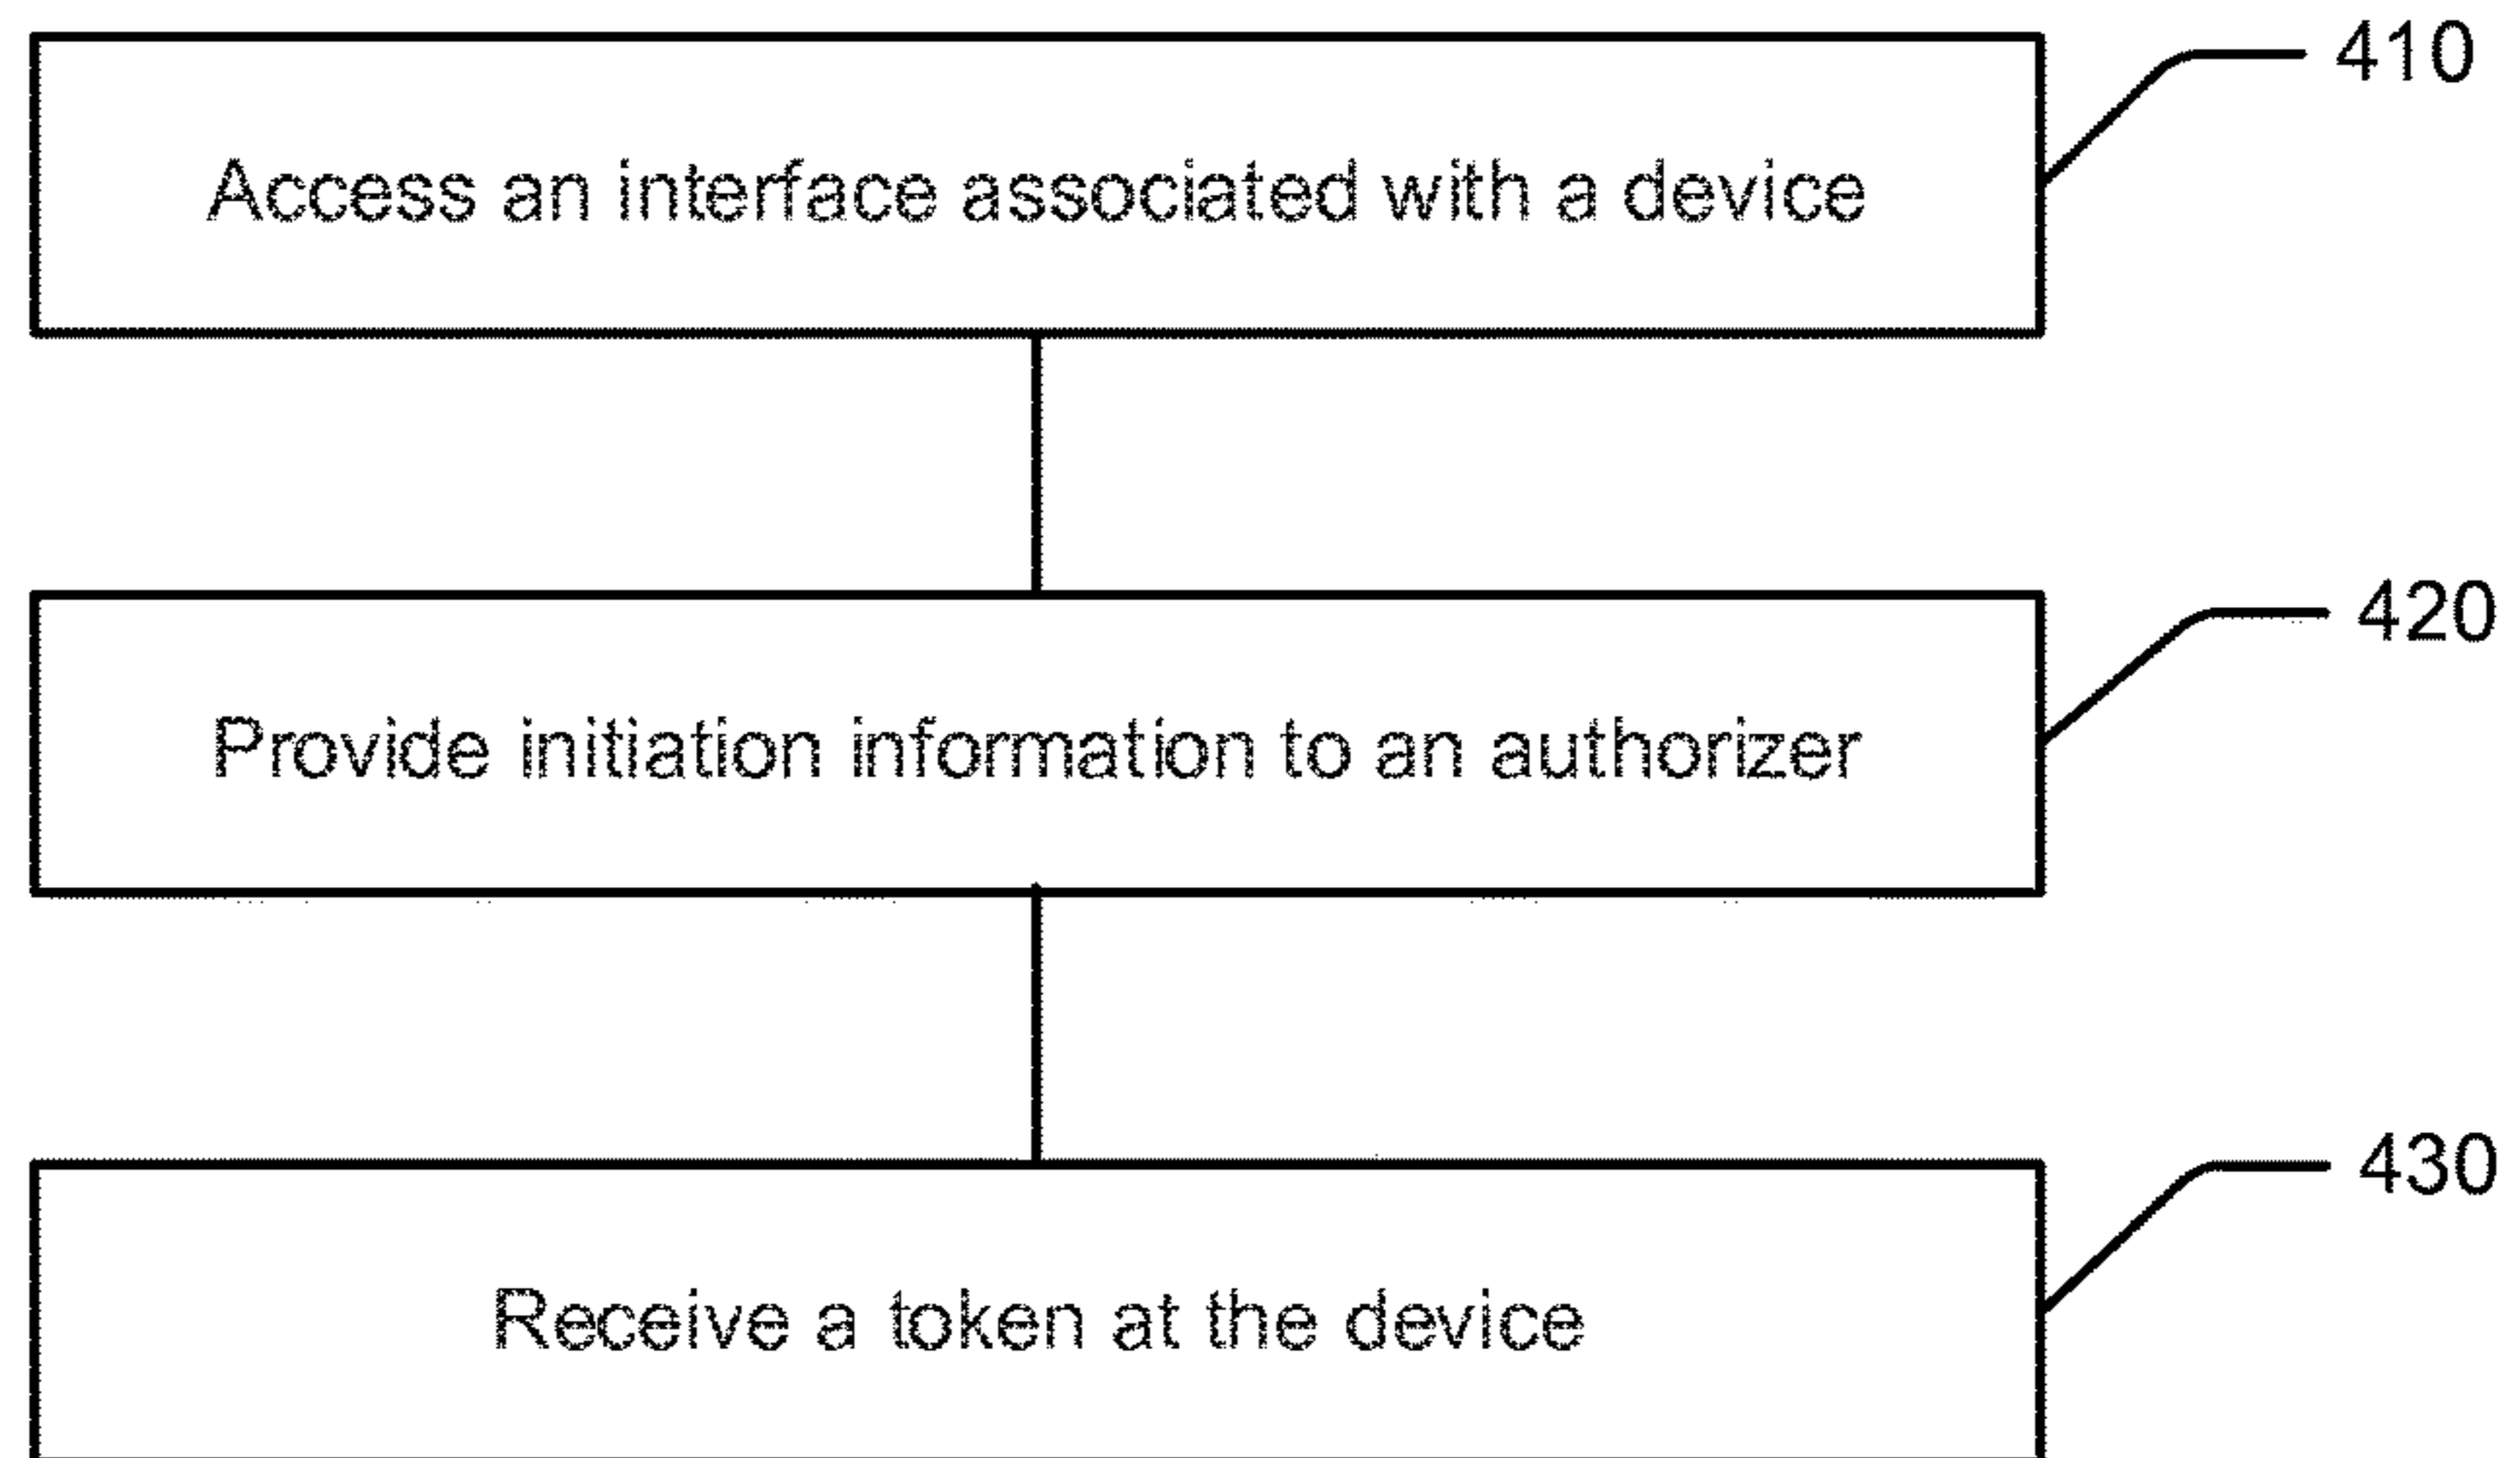 410
Access an interface associated with a device
420
Provide initiation information to an authorizer
430
Receive a token at the device